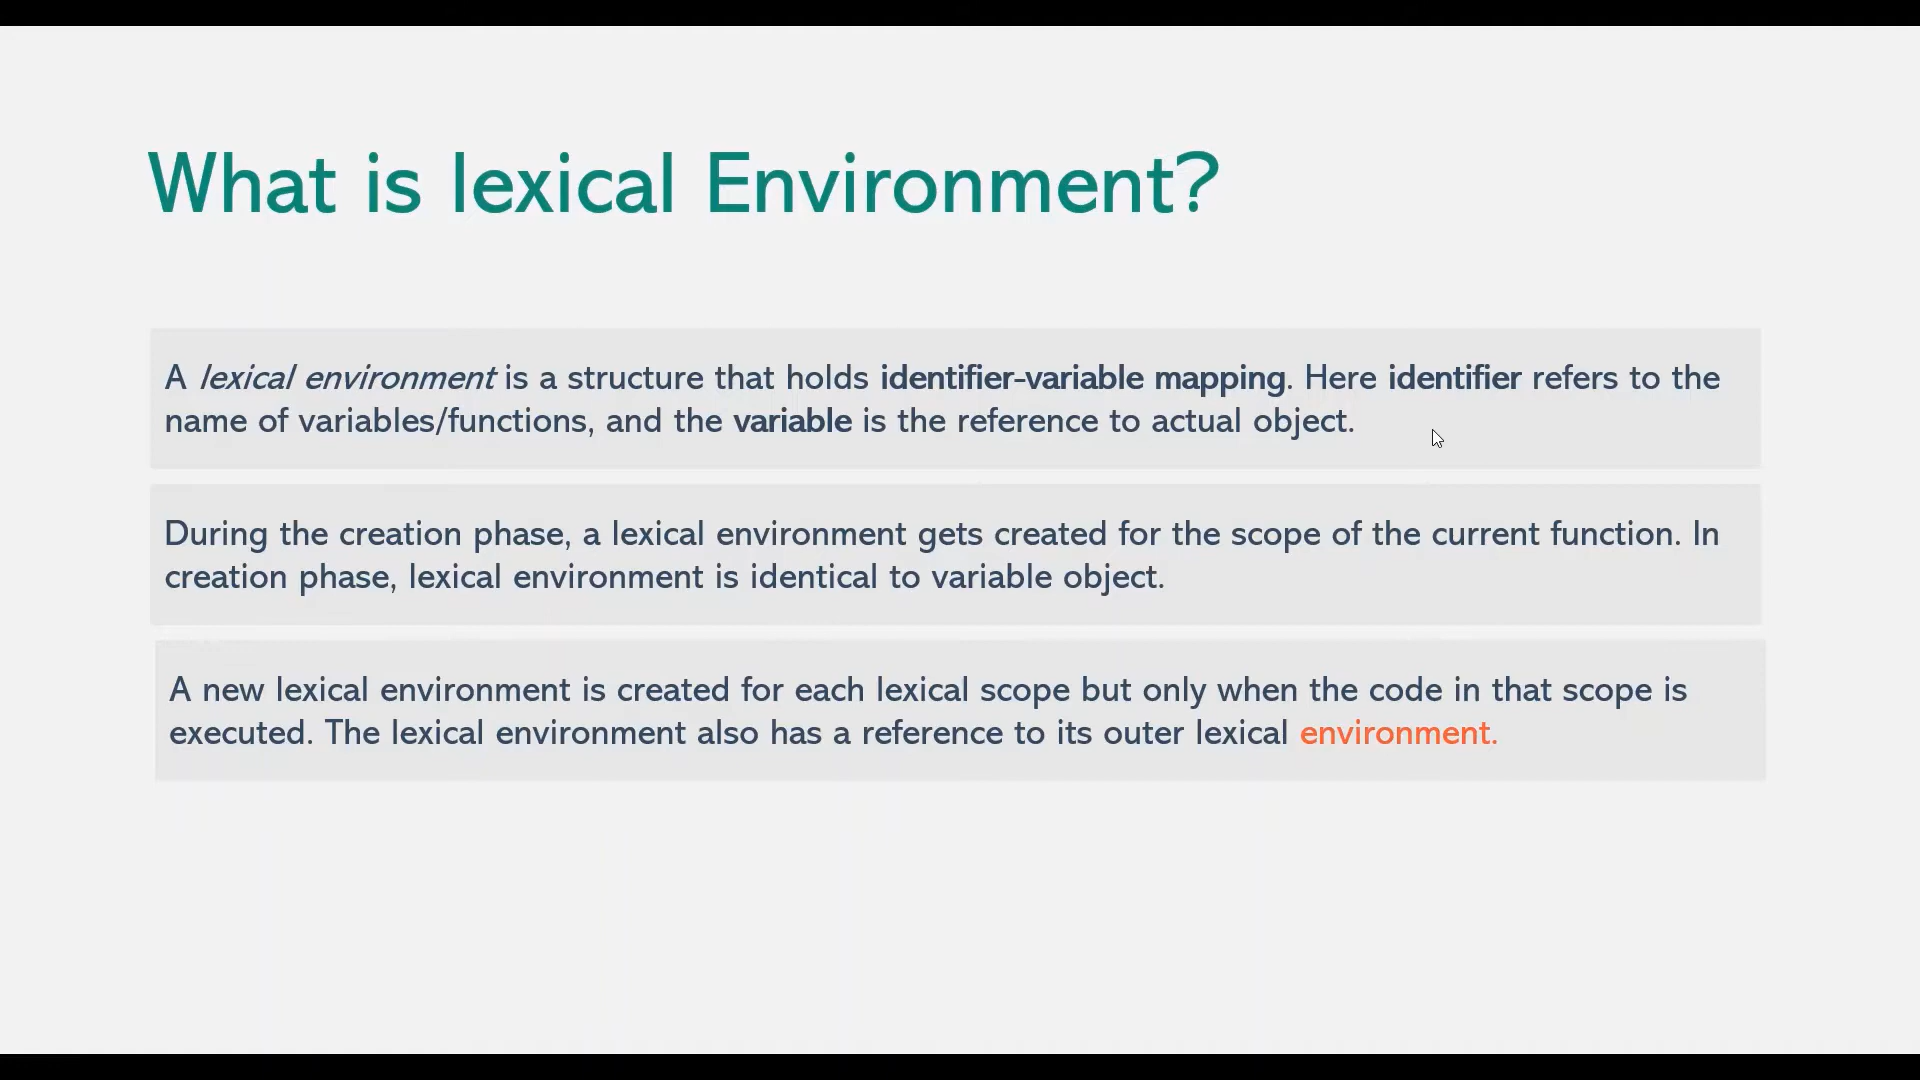 What is lexical Environment?
A lexical environment is a structure that holds identifier-variable mapping. Here identifier refers to the
name of variables/functions, and the variable is the reference to actual object.
During the creation phase, a lexical environment gets created for the scope of the current function. In
creation phase, lexical environment is identical to variable object.
A new lexical environment is created for each lexical scope but only when the code in that scope is
executed. The lexical environment also has a reference to its outer lexical environment.